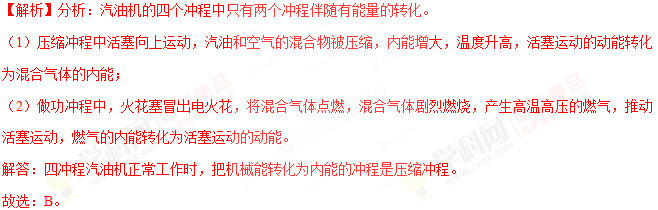 【解析】分析：汽油机的四个冲程中只有两个冲程伴随有能量的转化。
（1）压缩冲程中活塞向上运动，汽油和空气的混合物被压缩，内能增大，温度升高，活塞运动的动能转化
为混合气体的内能；
（2）做功冲程中，火花塞冒出电火花，将混合气体点燃，混合气体剧烈燃烧，产生高温高压的燃气，推动
活塞运动，燃气的内能转化为活塞运动的动能。
解答：四冲程汽油机正常工作时，把机械能转化为内能的冲程是压缩冲程。
故选：B。